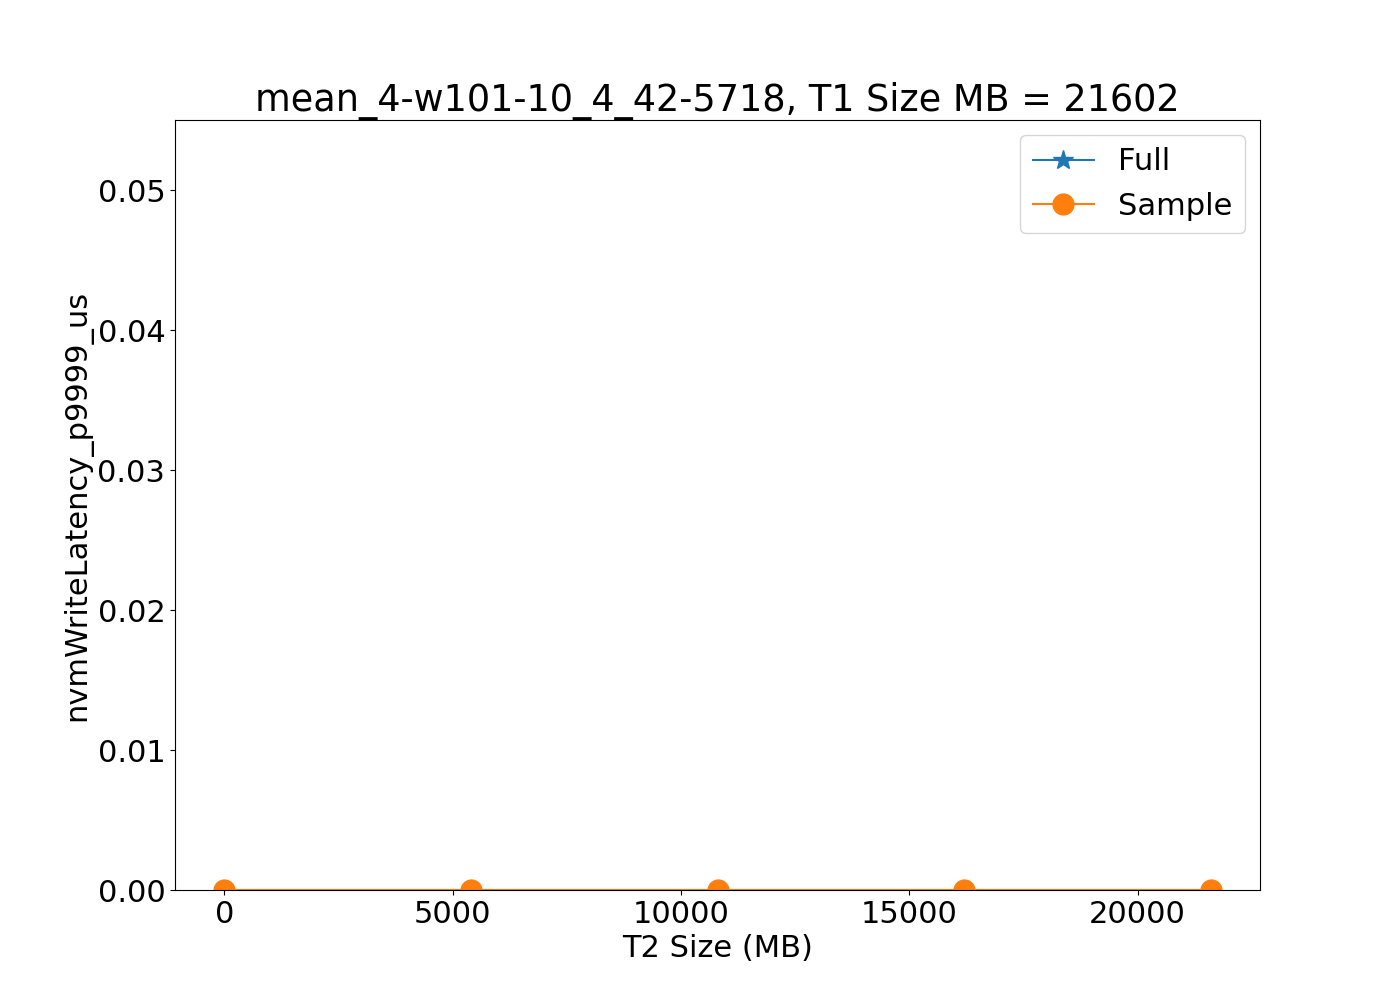 mean_4-w101-10_4_42-5718, T1 Size MB = 21602
Full
Sample
nvmWriteLatency_p9999_us
0.05
0.04
0.03
0.02
0.01
0.00
0
5000
10000
15000
20000
T2 Size (MB)